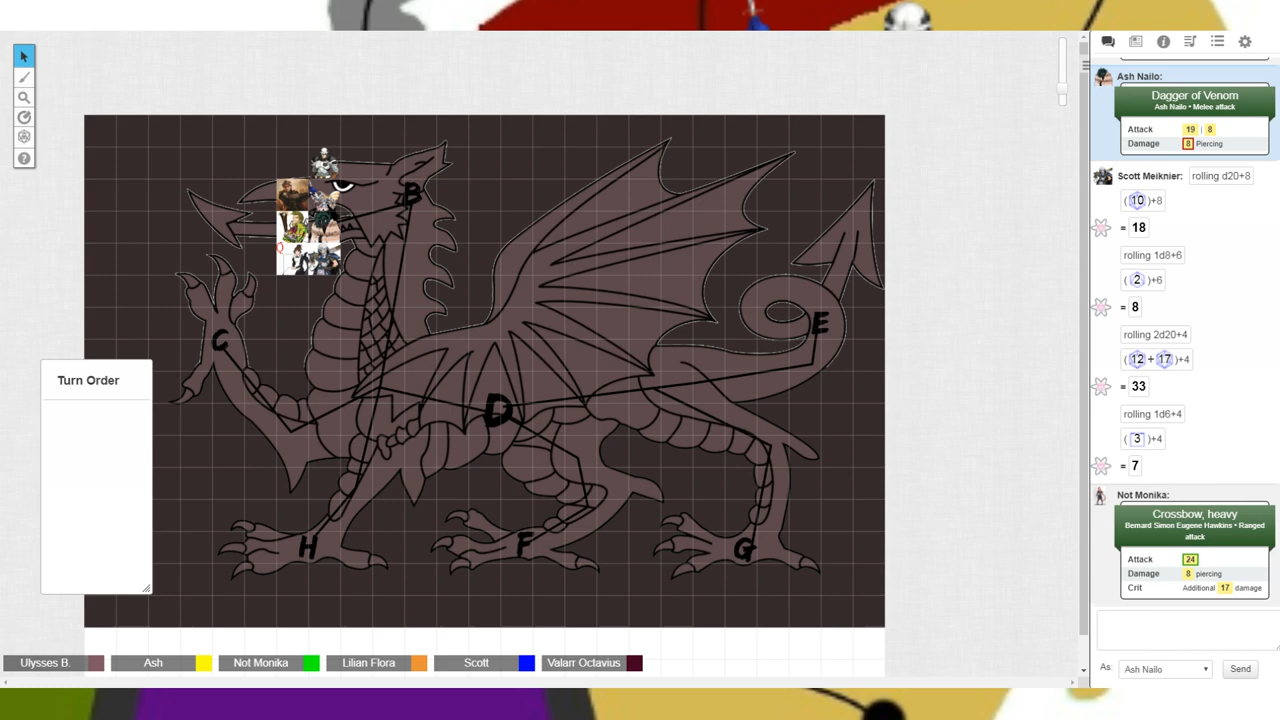 B
C
E
D
H
F
G
Turn Order
Ulysses B.
Ash
Not Monika
Lilian Flora
Scott
Valarr Octavius
Ash Nailo:
Dagger of Venom
Ash Nailo • Melee attack
Attack 19 | 8
Damage 8 Piercing
Scott Meiknier: rolling d20+8
(10)+8
= 18
rolling 1d8+6
(2)+6
= 8
rolling 2d20+4
(12+17)+4
= 33
rolling 1d6+4
(3)+4
= 7
Not Monika:
Crossbow, heavy
Bernard Simon Eugene Hawkins • Ranged
attack
Attack 24
Damage 8 piercing
Crit Additional 17 damage
As: Ash Nailo Send